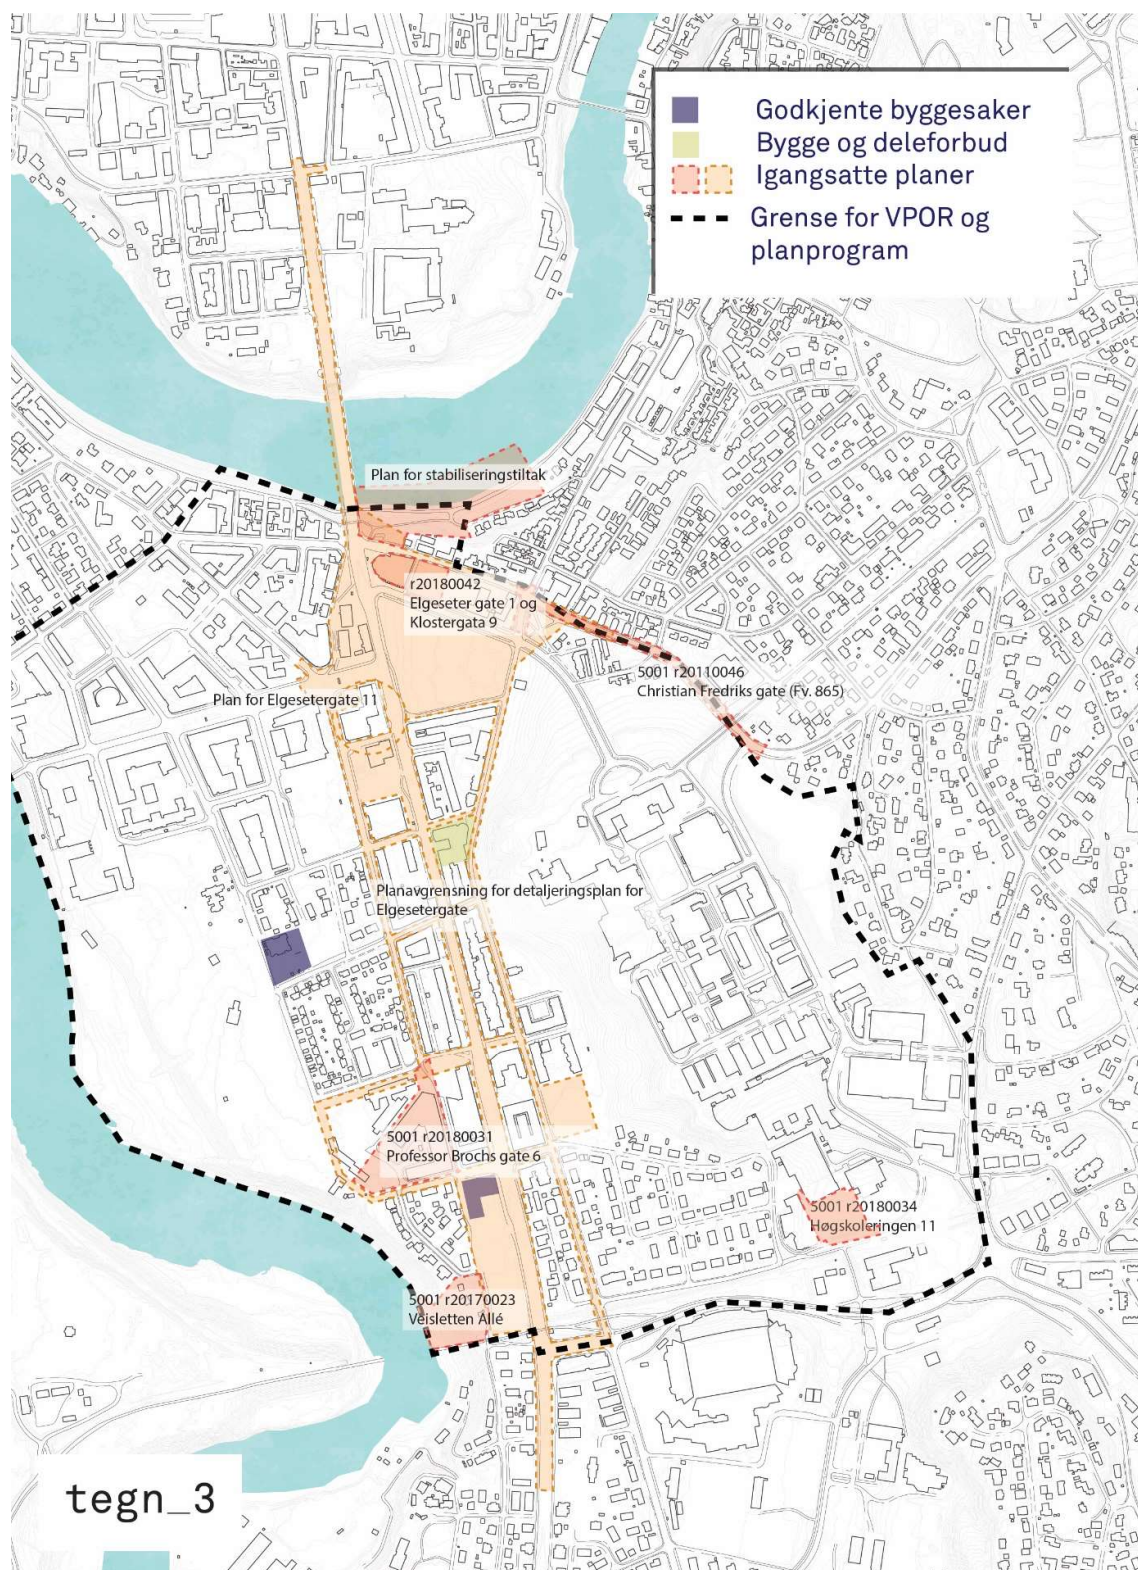 Godkjente byggesaker
Bygge og deleforbud
Igangsatte planer
Grense for VPOR og
planprogram
Plan for stabiliseringstiltak
r20180042
Elgeseter gate 1 og
Klostergata 9
5001 r20110046
Christian Fredriks gate (Fv. 865)
Plan for Elgesetergate 11
Planavgrensning for detaljeringsplan for
Elgesetergate
5001 r20180031
Professor Brochs gate 6
5001 r20180034
Høgskoleringen 11
5001 r20170023
Veisletten Allé
tegn_3